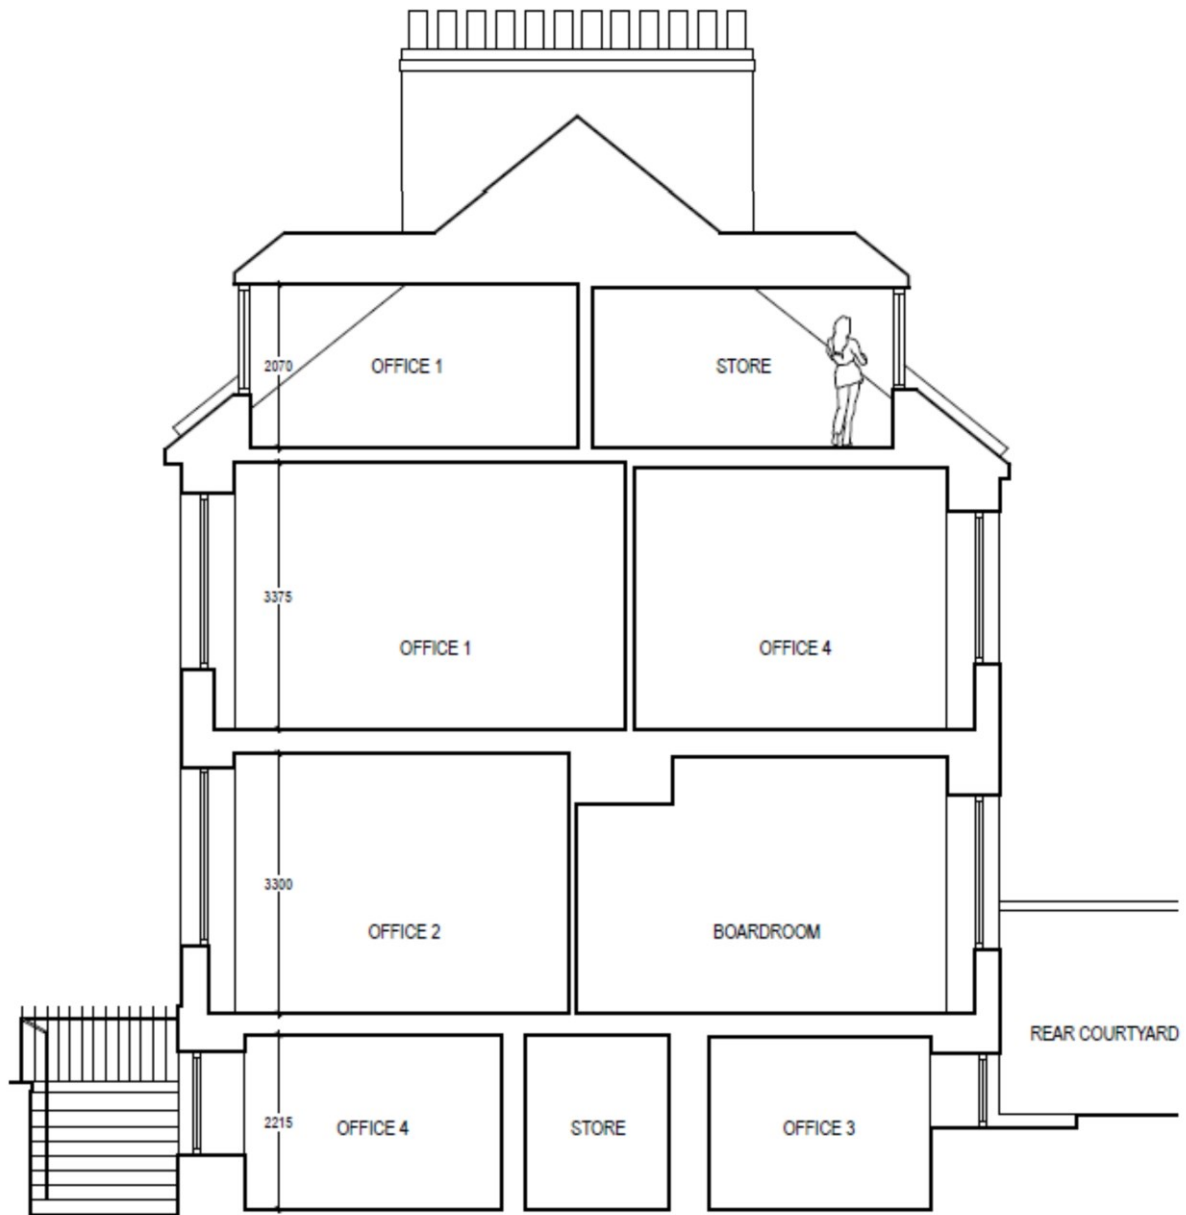 2070
OFFICE 1
STORE
3375
OFFICE 1
OFFICE 4
3300
OFFICE 2
BOARDROOM
REAR COURTYARD
2215
OFFICE 4
STORE
OFFICE 3